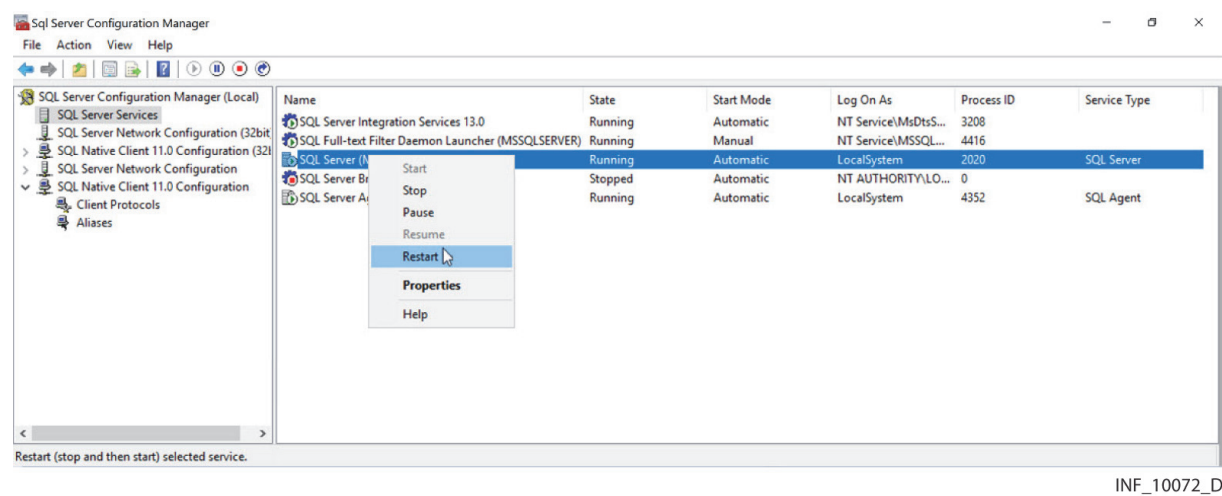 Sql Server Configuration Manager
File Action View Help
SQL Server Configuration Manager (Local)
SQL Server Services
SQL Server Network Configuration (32bit
SQL Native Client 11.0 Configuration (32
SQL Server Network Configuration
SQL Native Client 11.0 Configuration
Client Protocols
Aliases
Name State Start Mode Log On As Process ID Service Type
SQL Server Integration Services 13.0 Running Automatic NT Service\MsDtsS... 3208
SQL Full-text Filter Daemon Launcher (MSSQLSERVER) Running Manual NT Service\MSSQL... 4416
SQL Server (M Running Automatic LocalSystem 2020 SQL Server
SQL Server Br Stopped Automatic NT AUTHORITY\LO... 0
SQL Server Ag Running Automatic LocalSystem 4352 SQL Agent
Start
Stop
Pause
Resume
Restart
Properties
Help
Restart (stop and then start) selected service.
INF_10072_D